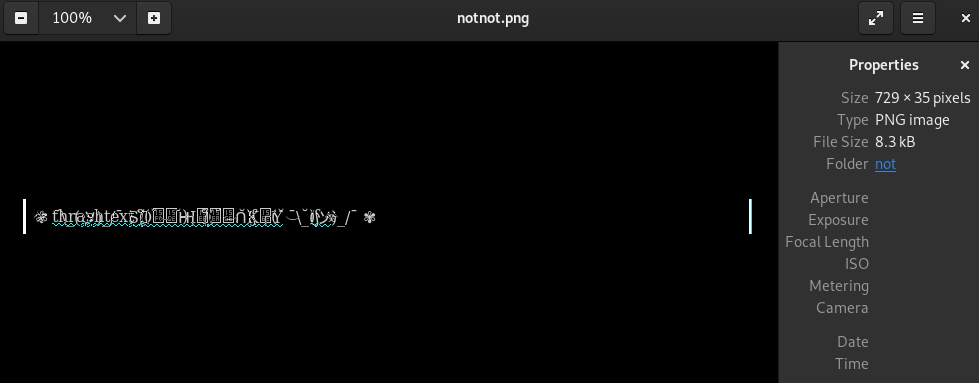 100%
notnot.png
Properties
Size 729 × 35 pixels
Type PNG image
File Size 8.3 kB
Folder not
Aperture
Exposure
Focal Length
ISO
Metering
Camera
Date
Time